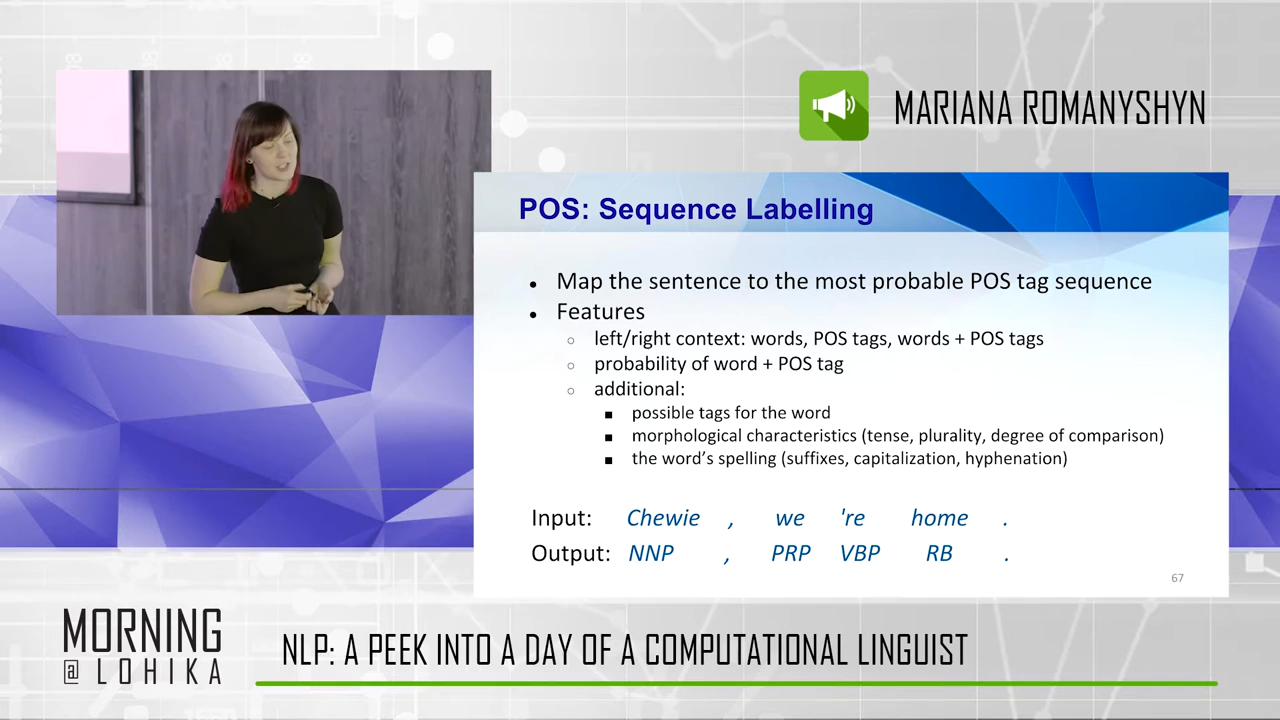 MARIANA ROMANYSHYN
POS: Sequence Labelling
• Map the sentence to the most probable POS tag sequence
• Features
○ left/right context: words, POS tags, words + POS tags
○ probability of word + POS tag
○ additional:
■ possible tags for the word
■ morphological characteristics (tense, plurality, degree of comparison)
■ the word's spelling (suffixes, capitalization, hyphenation)
Input: Chewie , we 're home .
Output: NNP , PRP VBP RB .
67
MORNING
@ LOHIKA
NLP: A PEEK INTO A DAY OF A COMPUTATIONAL LINGUIST